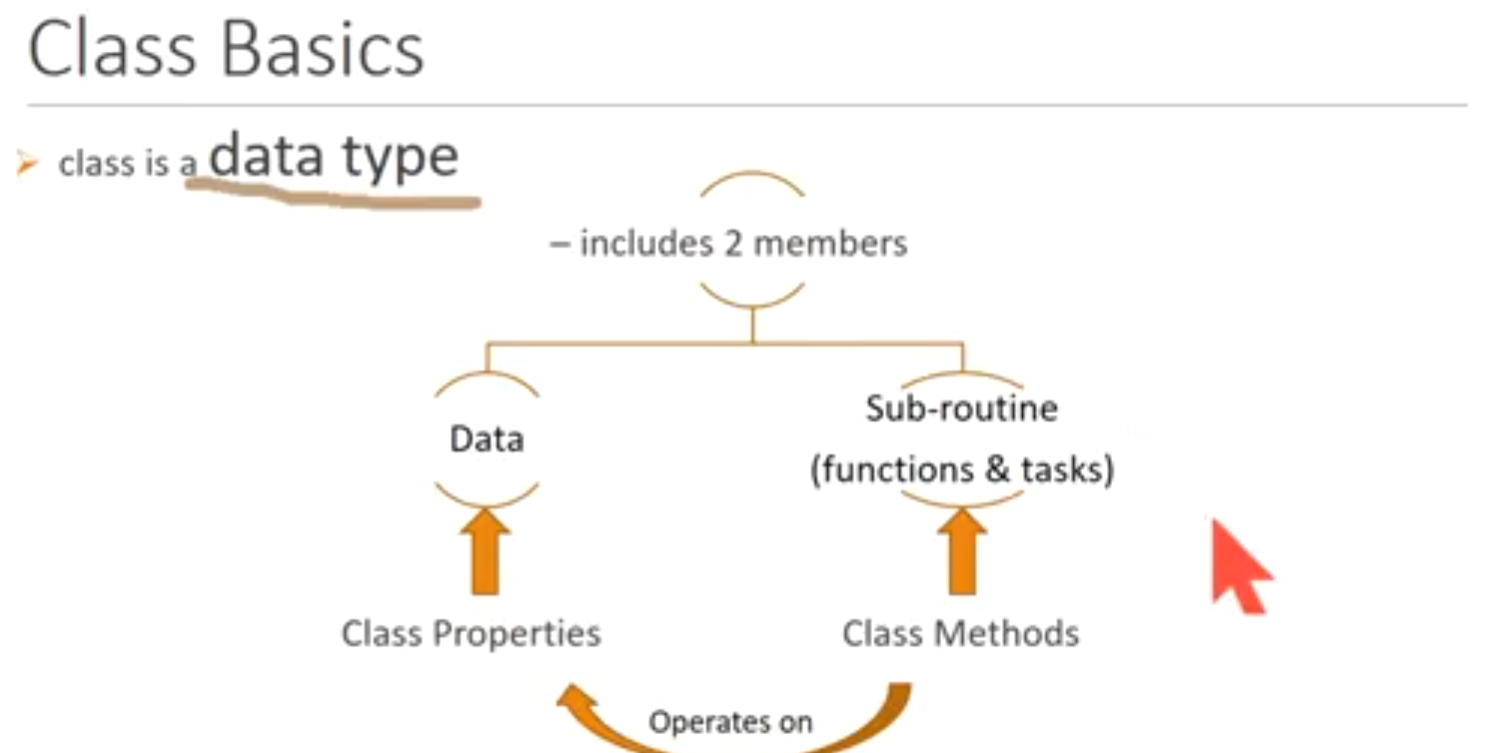 Class Basics
class is a data type
– includes 2 members
Data
Sub-routine
(functions & tasks)
Class Properties
Class Methods
Operates on